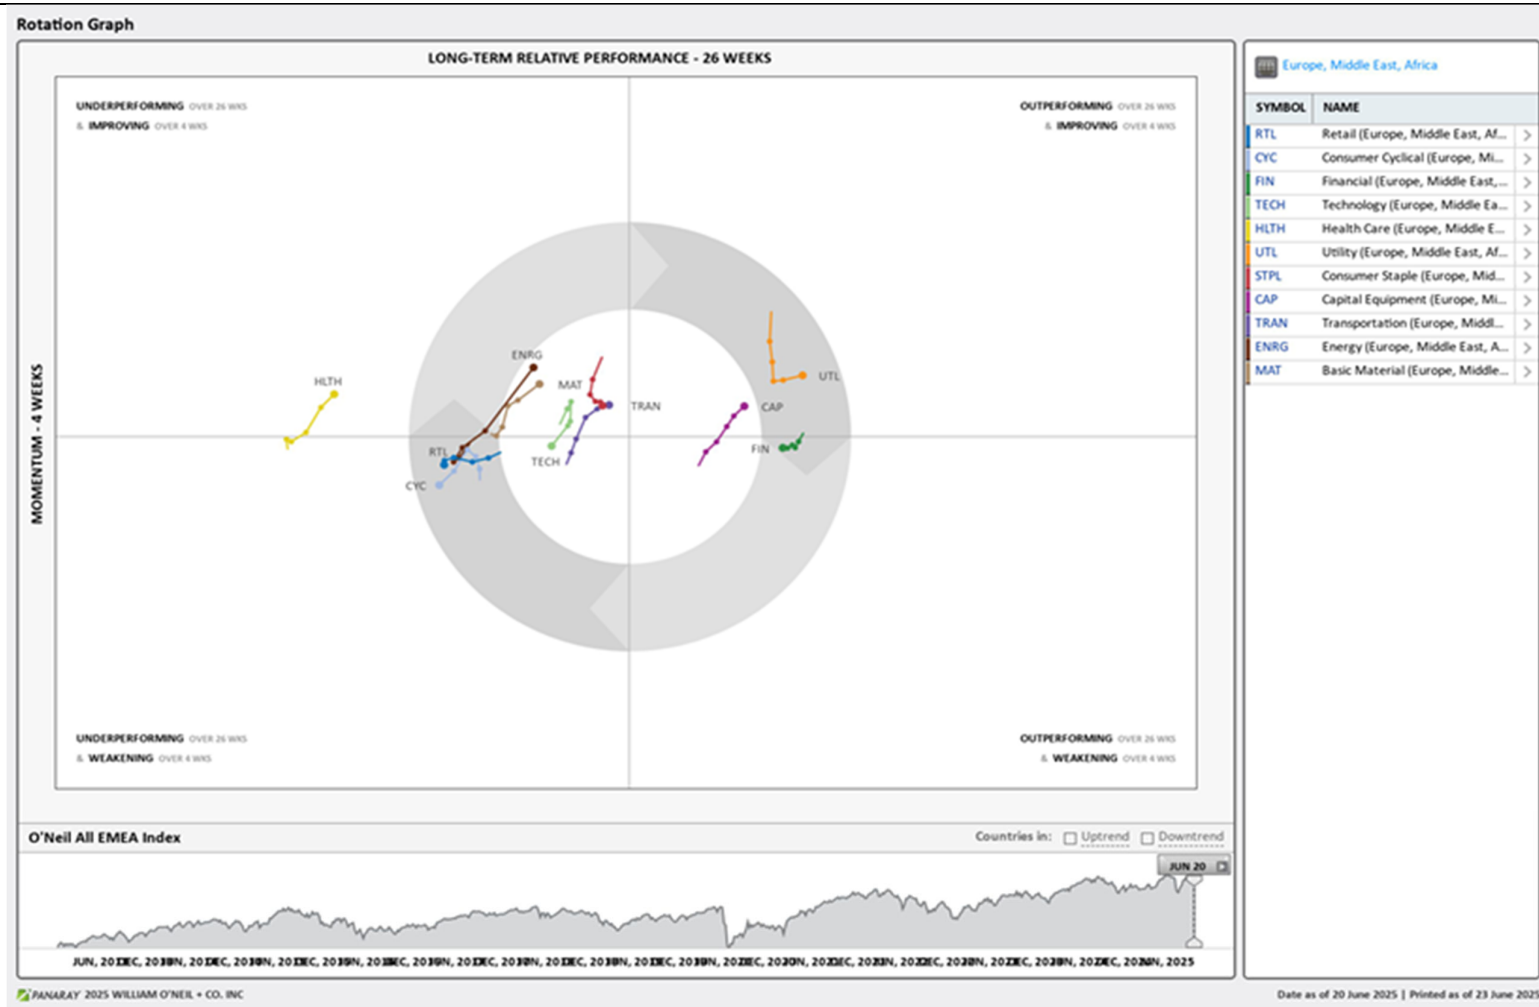 Rotation Graph
LONG-TERM RELATIVE PERFORMANCE - 26 WEEKS
UNDERPERFORMING OVER 26 WKS
& IMPROVING OVER 4 WKS
OUTPERFORMING OVER 26 WKS
& IMPROVING OVER 4 WKS
MOMENTUM - 4 WEEKS
ENRG
HLTH
MAT
UTL
TRAN
CAP
RTL
FIN
TECH
CYC
UNDERPERFORMING OVER 26 WKS
& WEAKENING OVER 4 WKS
OUTPERFORMING OVER 26 WKS
& WEAKENING OVER 4 WKS
Europe, Middle East, Africa
SYMBOL NAME
RTL Retail (Europe, Middle East, Af...
CYC Consumer Cyclical (Europe, Mi...
FIN Financial (Europe, Middle East,...
TECH Technology (Europe, Middle Ea...
HLTH Health Care (Europe, Middle E...
UTL Utility (Europe, Middle East, Af...
STPL Consumer Staple (Europe, Mid...
CAP Capital Equipment (Europe, Mi...
TRAN Transportation (Europe, Middl...
ENRG Energy (Europe, Middle East, A...
MAT Basic Material (Europe, Middle...
O'Neil All EMEA Index
Countries in: Uptrend Downtrend
JUN 20
JUN, 2025
PANARAY 2025 WILLIAM O'NEIL + CO. INC
Date as of 20 June 2025 | Printed as of 23 June 202